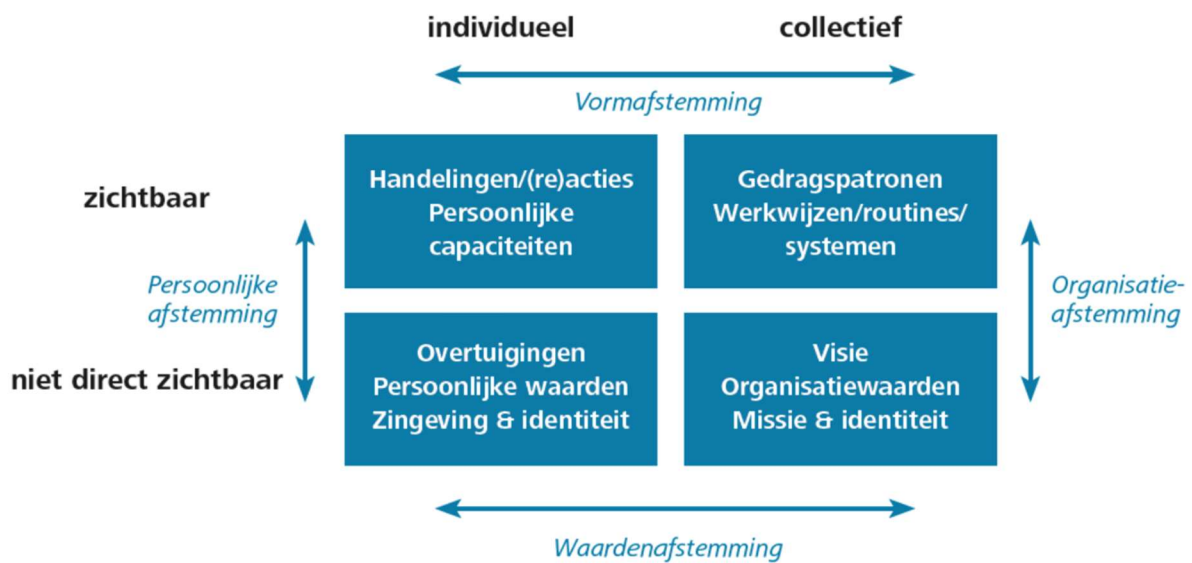 individueel
collectief
Vormafstemming
zichtbaar
Handelingen/(re)acties
Persoonlijke
capaciteiten
Gedragspatronen
Werkwijzen/routines/
systemen
Persoonlijke
afstemming
Organisatie-
afstemming
niet direct zichtbaar
Overtuigingen
Persoonlijke waarden
Zingeving & identiteit
Visie
Organisatiewaarden
Missie & identiteit
Waardenafstemming